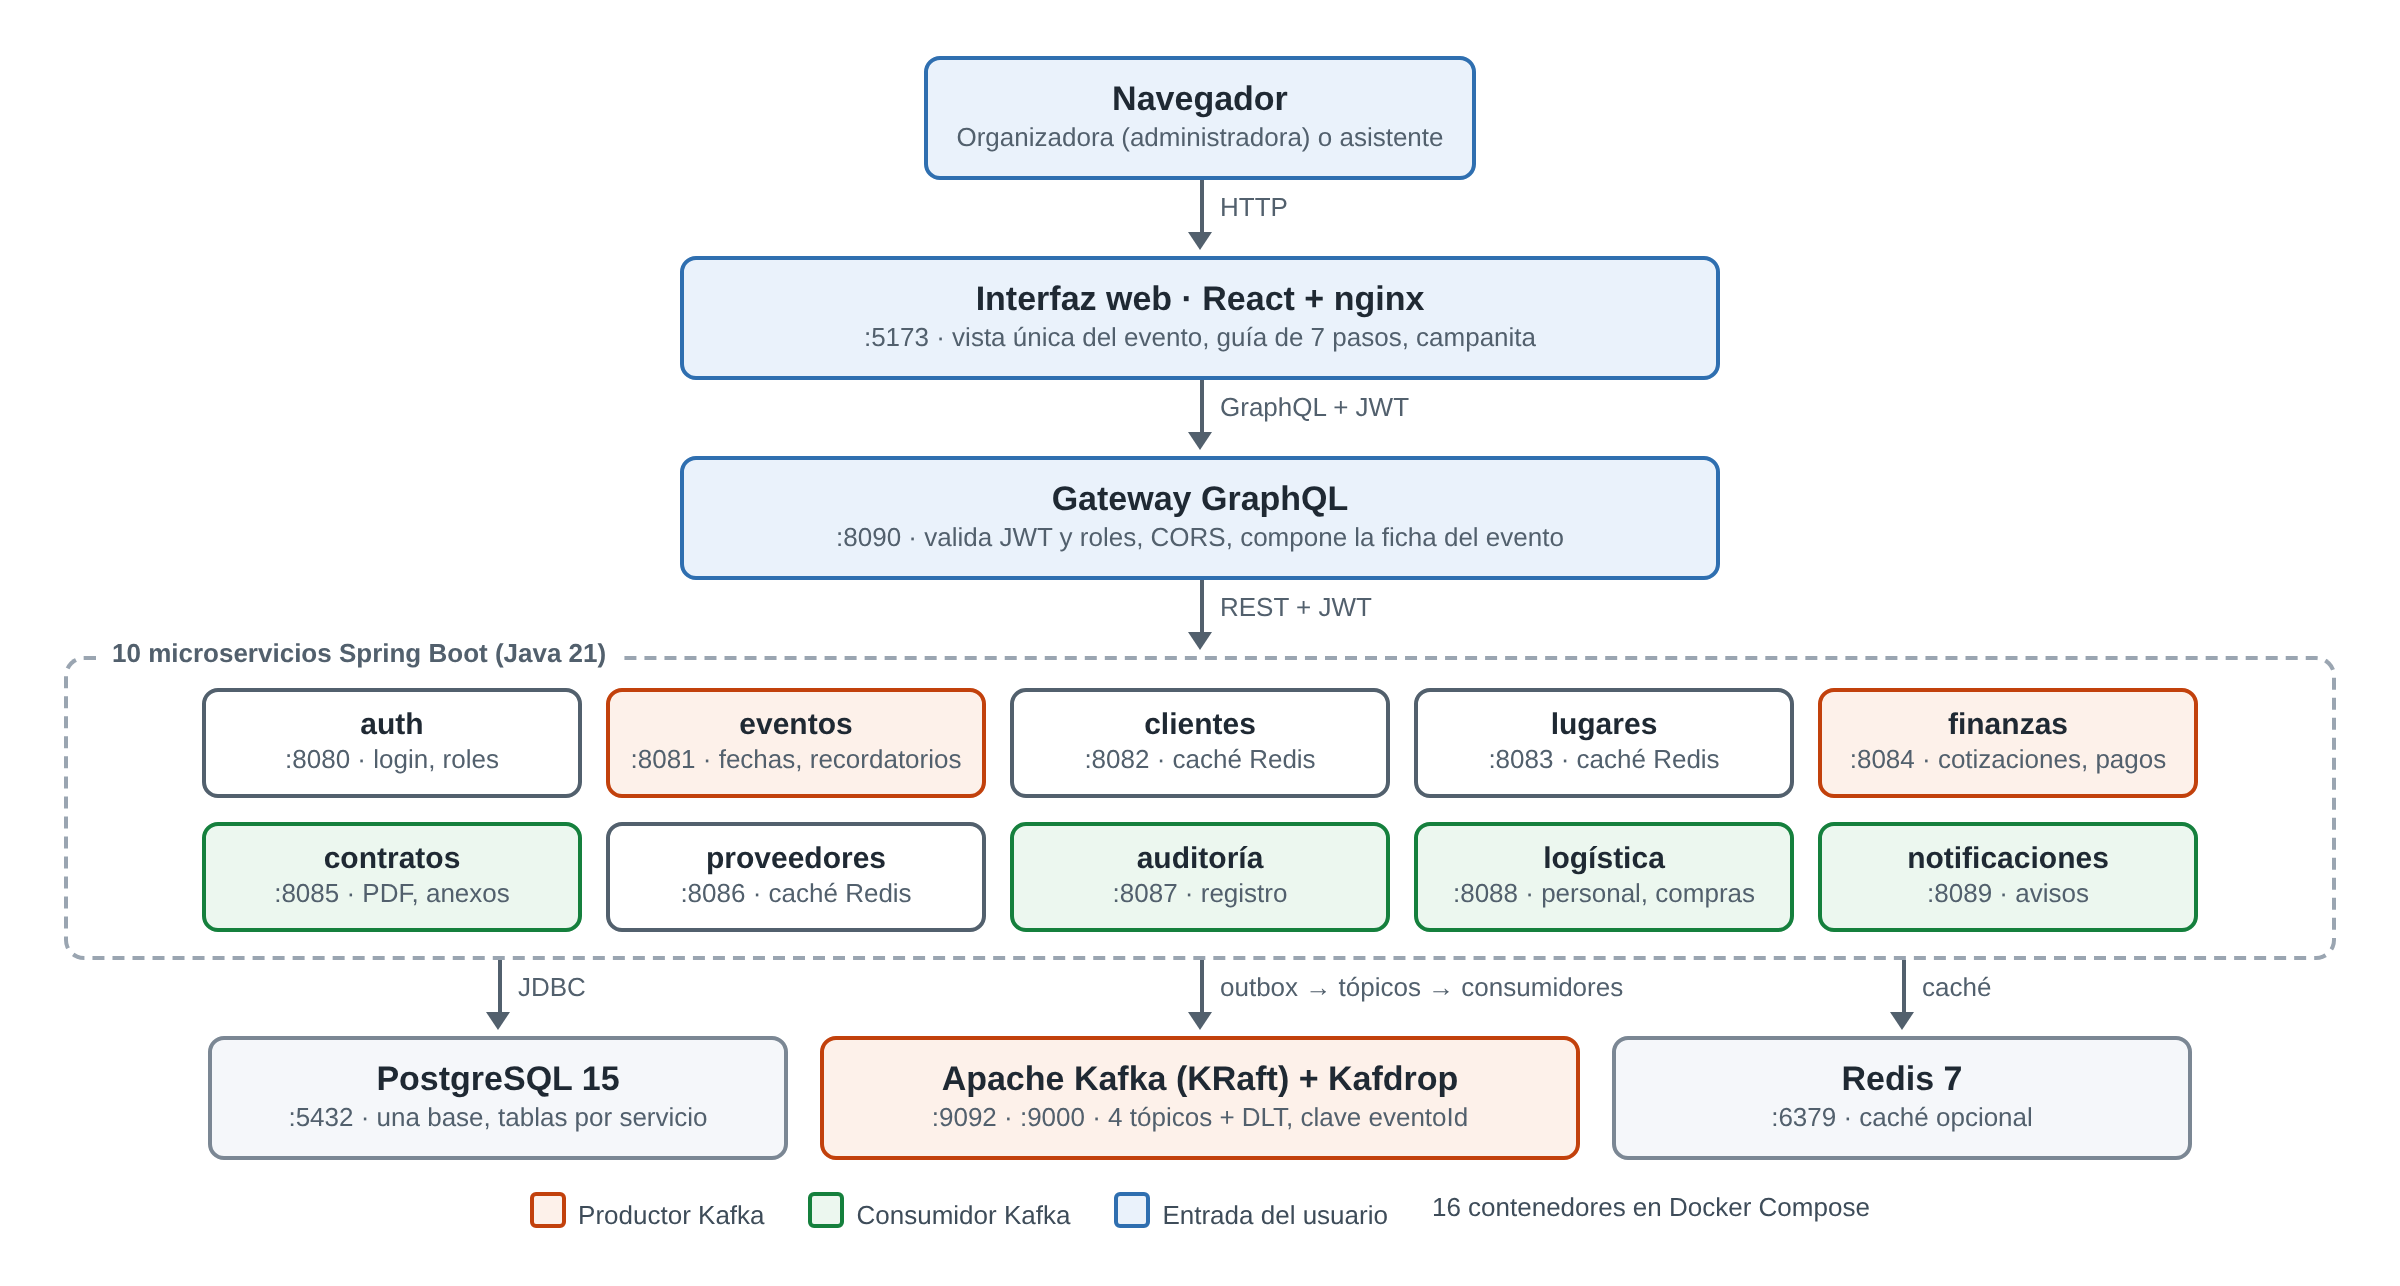 Navegador
Organizadora (administradora) o asistente
HTTP
Interfaz web · React + nginx
:5173 · vista única del evento, guía de 7 pasos, campanita
GraphQL + JWT
Gateway GraphQL
:8090 · valida JWT y roles, CORS, compone la ficha del evento
REST + JWT
10 microservicios Spring Boot (Java 21)
auth
:8080 · login, roles
eventos
:8081 · fechas, recordatorios
clientes
:8082 · caché Redis
lugares
:8083 · caché Redis
finanzas
:8084 · cotizaciones, pagos
contratos
:8085 · PDF, anexos
proveedores
:8086 · caché Redis
auditoría
:8087 · registro
logística
:8088 · personal, compras
notificaciones
:8089 · avisos
JDBC
outbox → tópicos → consumidores
caché
PostgreSQL 15
:5432 · una base, tablas por servicio
Apache Kafka (KRaft) + Kafdrop
:9092 · :9000 · 4 tópicos + DLT, clave eventoId
Redis 7
:6379 · caché opcional
Productor Kafka
Consumidor Kafka
Entrada del usuario
16 contenedores en Docker Compose